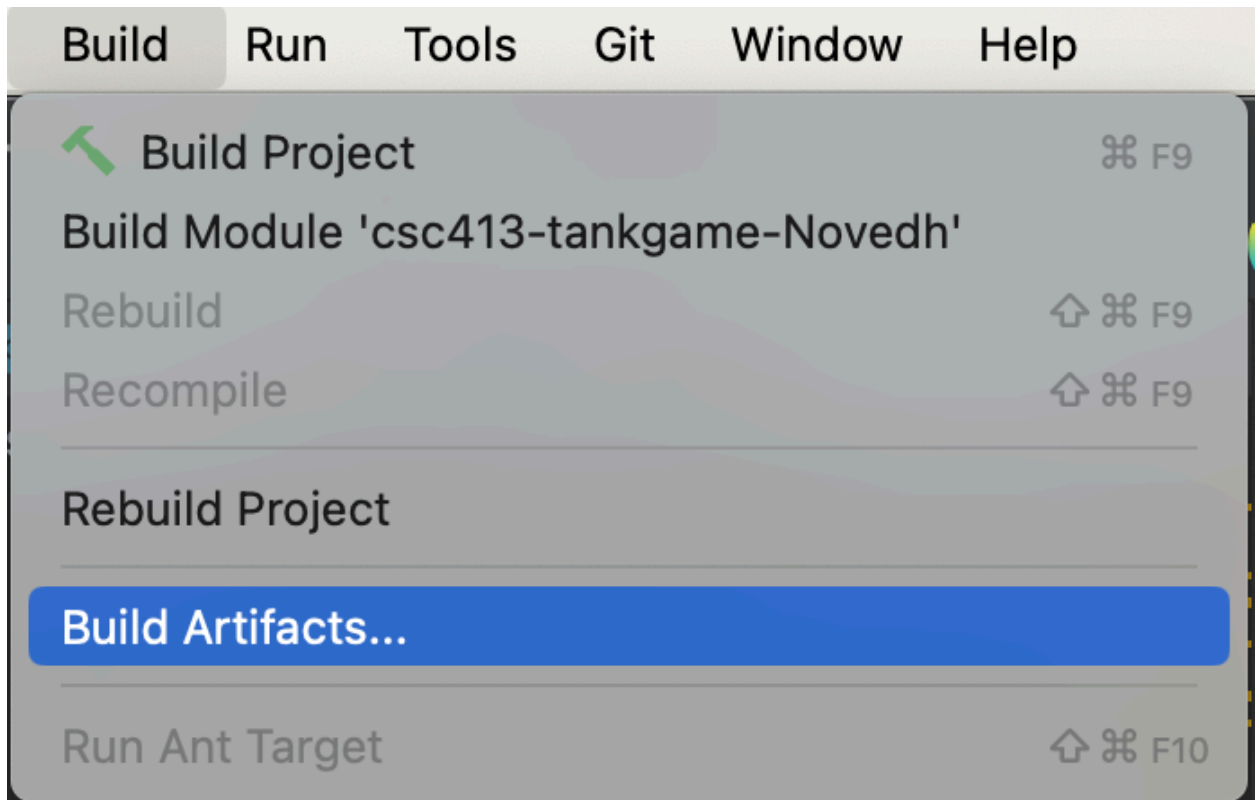 Build Run Tools Git Window Help
Build Project ⌘ F9
Build Module 'csc413-tankgame-Novedh'
Rebuild ⇧ ⌘ F9
Recompile ⇧ ⌘ F9
Rebuild Project
Build Artifacts...
Run Ant Target ⇧ ⌘ F10